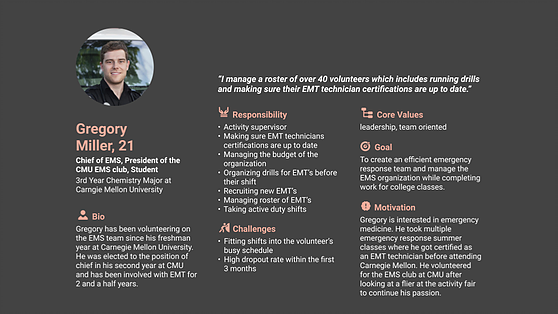 "I manage a roster of over 40 volunteers which includes running drills
and making sure their EMT technician certifications are up to date."
Gregory
Miller, 21
Chief of EMS, President of the
CMU EMS club, Student
3rd Year Chemistry Major at
Carngie Mellon University
Bio
Gregory has been volunteering on
the EMS team since his freshman
year at Carnegie Mellon University.
He was elected to the position of
chief in his second year at CMU
and has been involved with EMT for
2 and a half years.
Responsibility
• Activity supervisor
• Making sure EMT technicians
certifications are up to date
• Managing the budget of the
organization
• Organizing drills for EMT's before
their shift
• Recruiting new EMT's
• Managing roster of EMT's
• Taking active duty shifts
Challenges
• Fitting shifts into the volunteer's
busy schedule
• High dropout rate within the first
3 months
Core Values
leadership, team oriented
Goal
To create an efficient emergency
response team and manage the
EMS organization while completing
work for college classes.
Motivation
Gregory is interested in emergency
medicine. He took multiple
emergency response summer
classes where he got certified as
an EMT technician before attending
Carnegie Mellon. He volunteered
for the EMS club at CMU after
looking at a flier at the activity fair
to continue his passion.